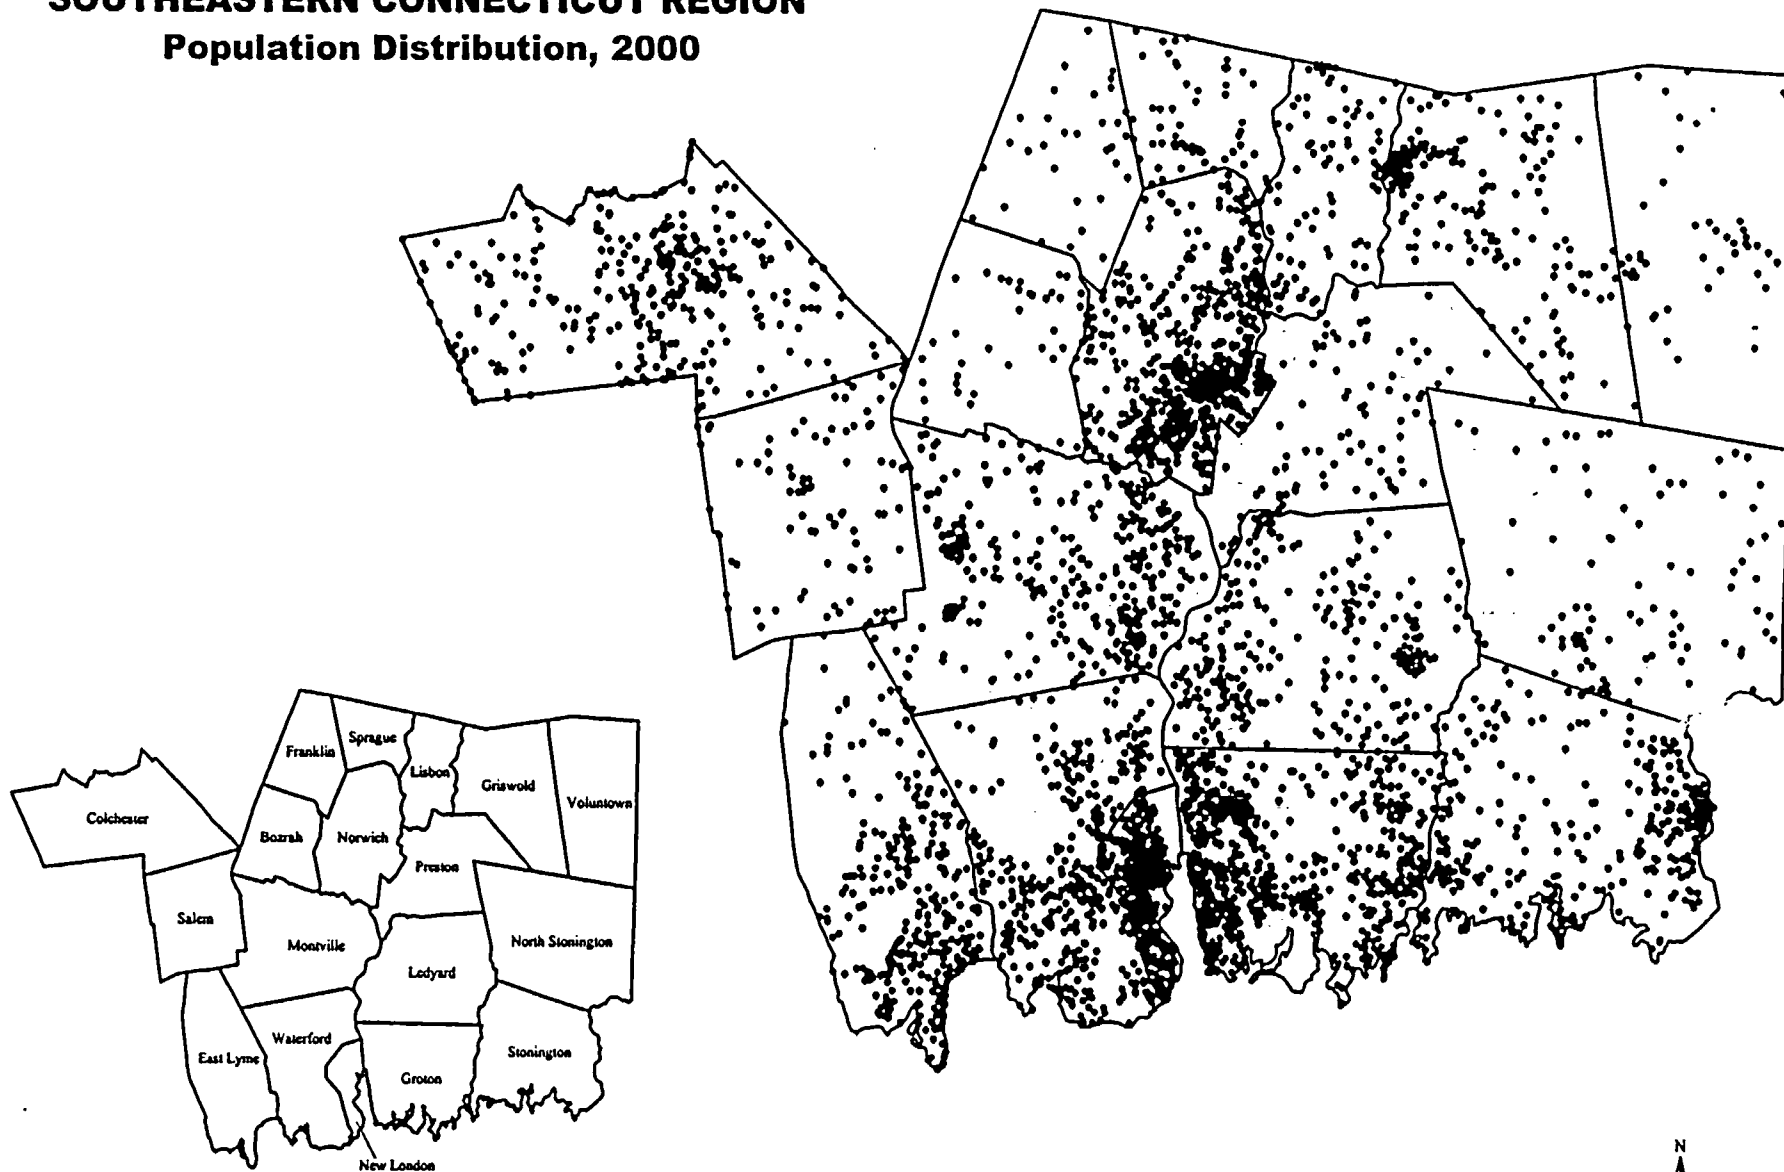 SOUTHEASTERN CONNECTICUT REGION
Population Distribution, 2000
Franklin
Sprague
Lisbon
Griswold
Voluntown
Colchester
Bozrah
Norwich
Preston
Salem
Montville
North Stonington
Ledyard
East Lyme
Waterford
Stonington
Groton
New London
N